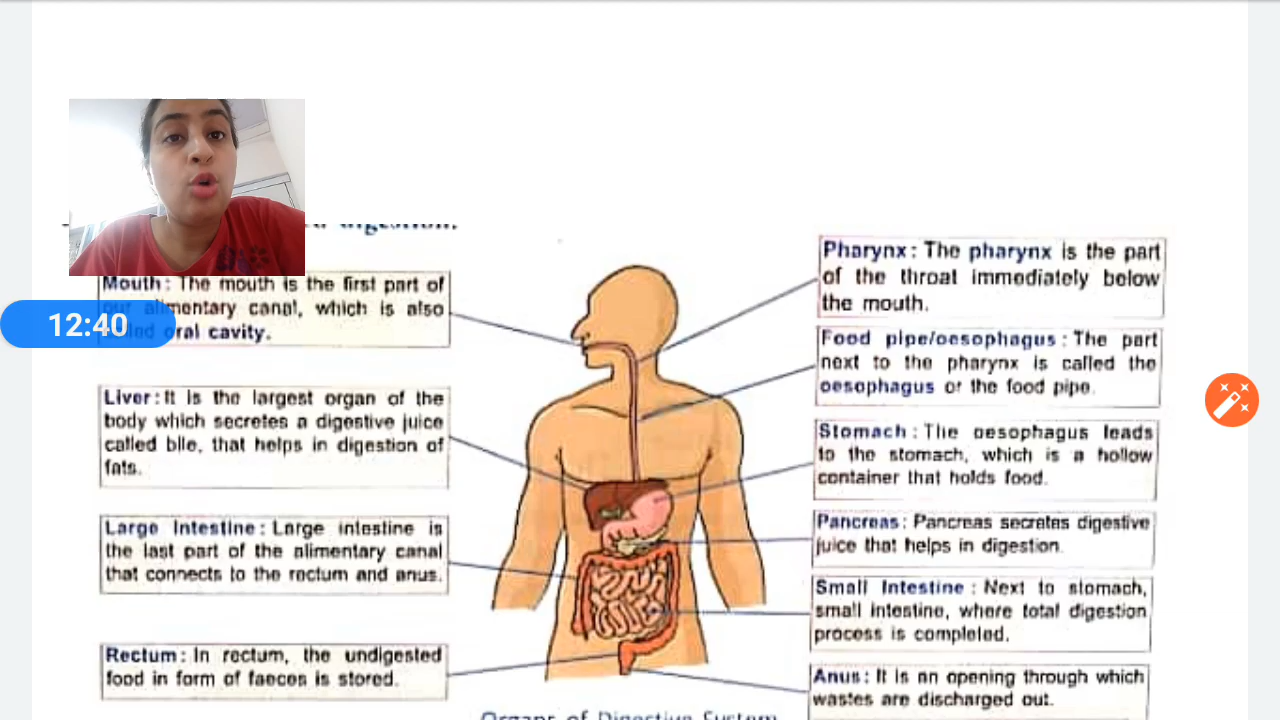 digestion.
Mouth : The mouth is the first part of
our alimentary canal, which is also
called oral cavity.
12:40
Liver : It is the largest organ of the
body which secretes a digestive juice
called bile, that helps in digestion of
fats.
Large Intestine : Large intestine is
the last part of the alimentary canal
that connects to the rectum and anus.
Rectum : In rectum, the undigested
food in form of faeces is stored.
Pharynx : The pharynx is the part
of the throat immediately below
the mouth.
Food pipe/oesophagus : The part
next to the pharynx is called the
oesophagus or the food pipe.
Stomach : The oesophagus leads
to the stomach, which is a hollow
container that holds food.
Pancreas : Pancreas secretes digestive
juice that helps in digestion.
Small Intestine : Next to stomach,
small intestine, where total digestion
process is completed.
Anus : It is an opening through which
wastes are discharged out.
Organs of Digestive System